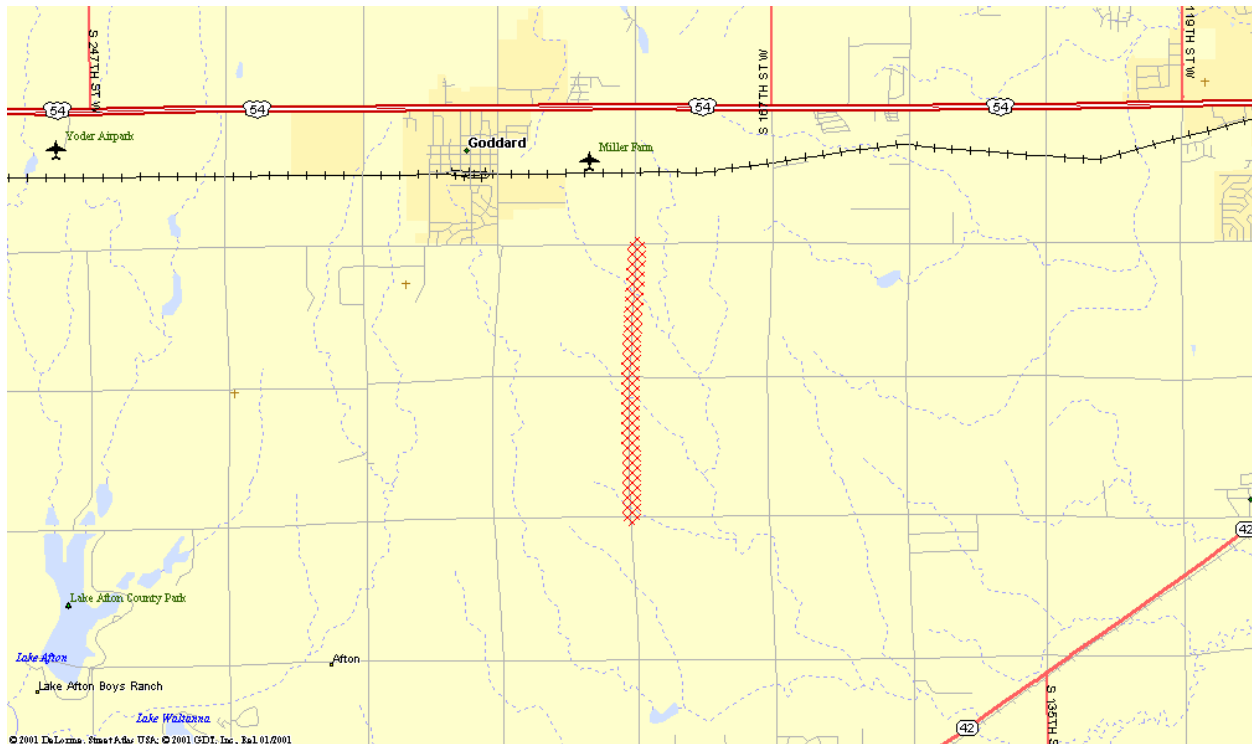 S 247TH ST W
S 167TH ST W
119TH ST W
54
54
54
54
Yoder Airpark
Goddard
Miller Farm
42
Lake Afton County Park
Lake Afton
Afton
Lake Afton Boys Ranch
Lake Waltanna
42
S 135TH S
© 2001 DeLorme. Street Atlas USA; © 2001 GDT, Inc., Rel. 01/2001